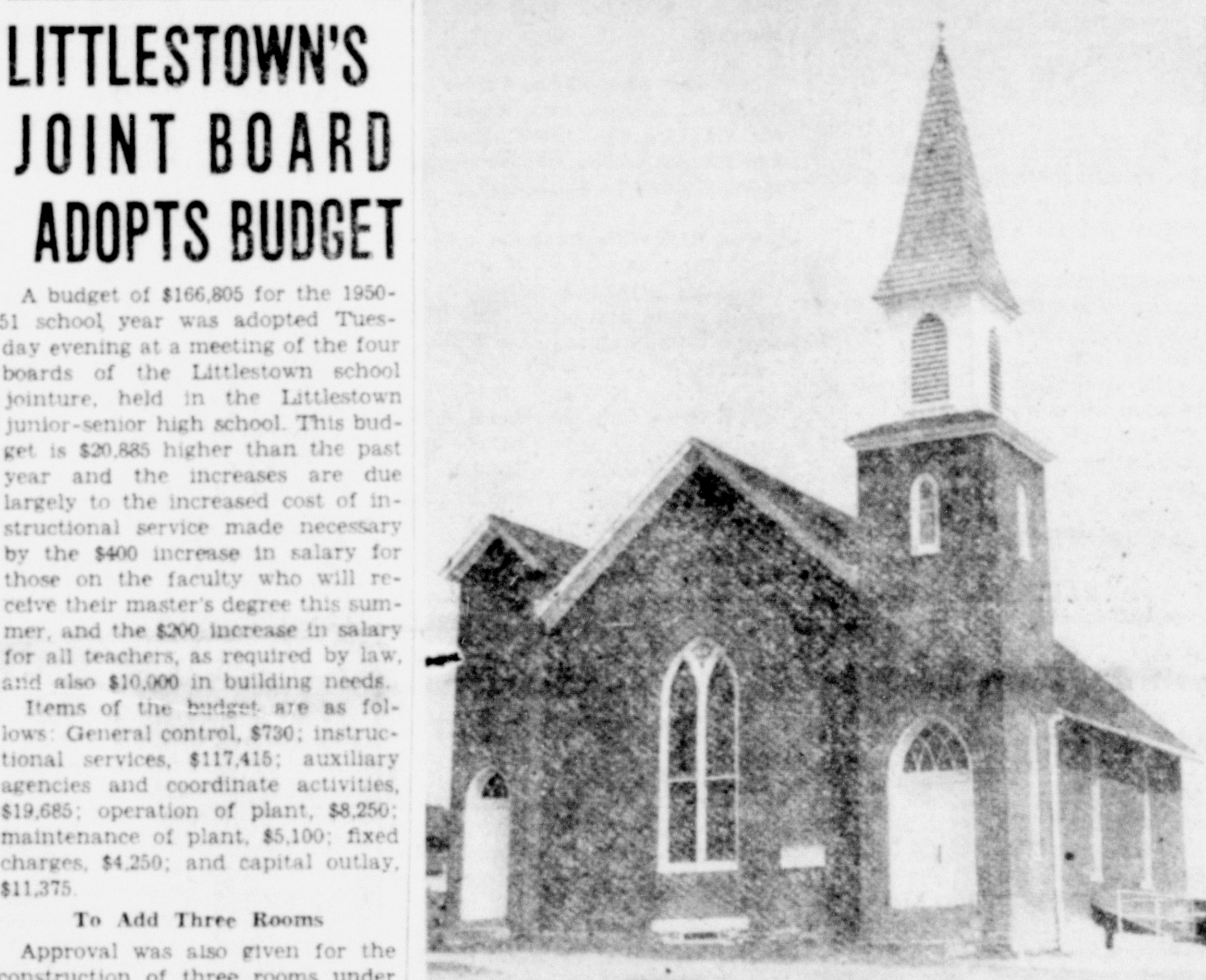 LITTLESTOWN'S
JOINT BOARD
ADOPTS BUDGET
A budget of $166,805 for the 1950-
51 school year was adopted Tues-
day evening at a meeting of the four
boards of the Littlestown school
jointure, held in the Littlestown
junior-senior high school. This bud-
get is $20,885 higher than the past
year and the increases are due
largely to the increased cost of in-
structional service made necessary
by the $400 increase in salary for
those on the faculty who will re-
ceive their master's degree this sum-
mer, and the $200 increase in salary
for all teachers, as required by law,
and also $10,000 in building needs.
Items of the budget are as fol-
lows: General control, $730; instruc-
tional services, $117,415; auxiliary
agencies and coordinate activities,
$19,685; operation of plant, $8,250;
maintenance of plant, $5,100; fixed
charges, $4,250; and capital outlay,
$11,375.
To Add Three Rooms
Approval was also given for the
construction of three rooms under